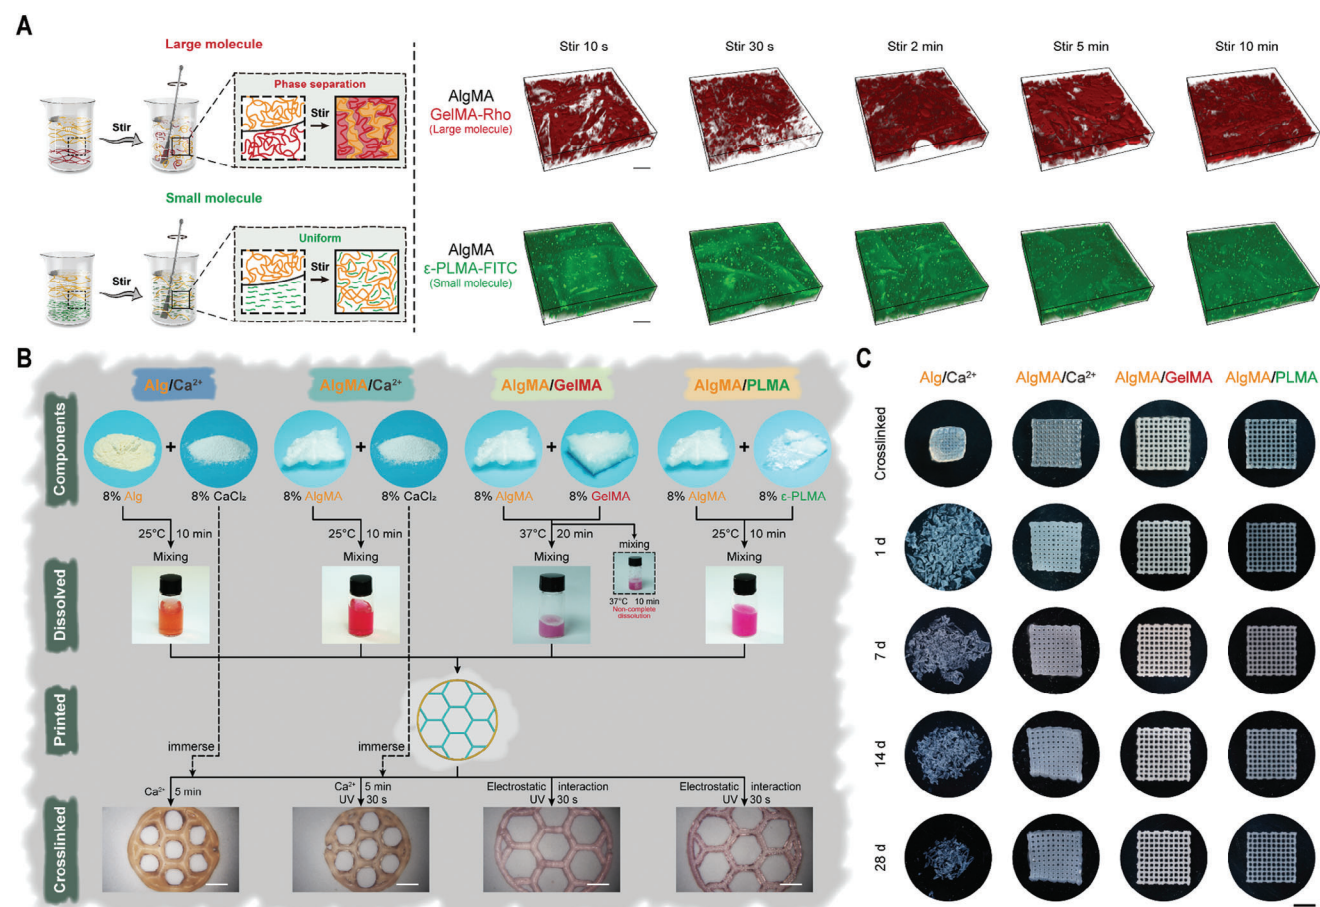 A
Large molecule
Stir
Phase separation
Stir
Small molecule
Stir
Uniform
Stir
Stir 10 s
Stir 30 s
Stir 2 min
Stir 5 min
Stir 10 min
AlgMA
GelMA-Rho
(Large molecule)
AlgMA
ε-PLMA-FITC
(Small molecule)
B
Components
Dissolved
Printed
Crosslinked
Alg/Ca²⁺
AlgMA/Ca²⁺
AlgMA/GelMA
AlgMA/PLMA
+
+
+
+
8% Alg
8% CaCl₂
8% AlgMA
8% CaCl₂
8% AlgMA
8% GelMA
8% AlgMA
8% ε-PLMA
25°C 10 min
25°C 10 min
37°C 20 min
25°C 10 min
Mixing
Mixing
Mixing
mixing
Mixing
37°C 10 min
Non-complete
dissolution
immerse
immerse
Ca²⁺ 5 min
Ca²⁺ 5 min
UV 30 s
Electrostatic interaction
UV 30 s
Electrostatic interaction
UV 30 s
C
Alg/Ca²⁺
AlgMA/Ca²⁺
AlgMA/GelMA
AlgMA/PLMA
Crosslinked
1 d
7 d
14 d
28 d